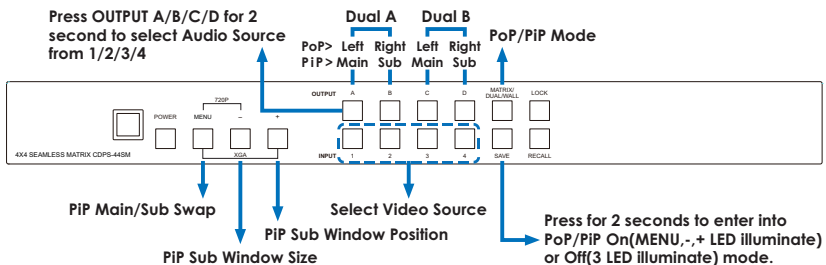 Press OUTPUT A/B/C/D for 2
second to select Audio Source
from 1/2/3/4
Dual A Dual B
PoP> Left Right Left Right
PiP> Main Sub Main Sub
PoP/PiP Mode
OUTPUT A B C D MATRIX/
DUAL/WALL LOCK
720P
POWER MENU – +
XGA
4X4 SEAMLESS MATRIX CDPS-44SM
INPUT 1 2 3 4 SAVE RECALL
PiP Main/Sub Swap
Select Video Source
PiP Sub Window Position
PiP Sub Window Size
Press for 2 seconds to enter into
PoP/PiP On(MENU,-,+ LED illuminate)
or Off(3 LED illuminate) mode.